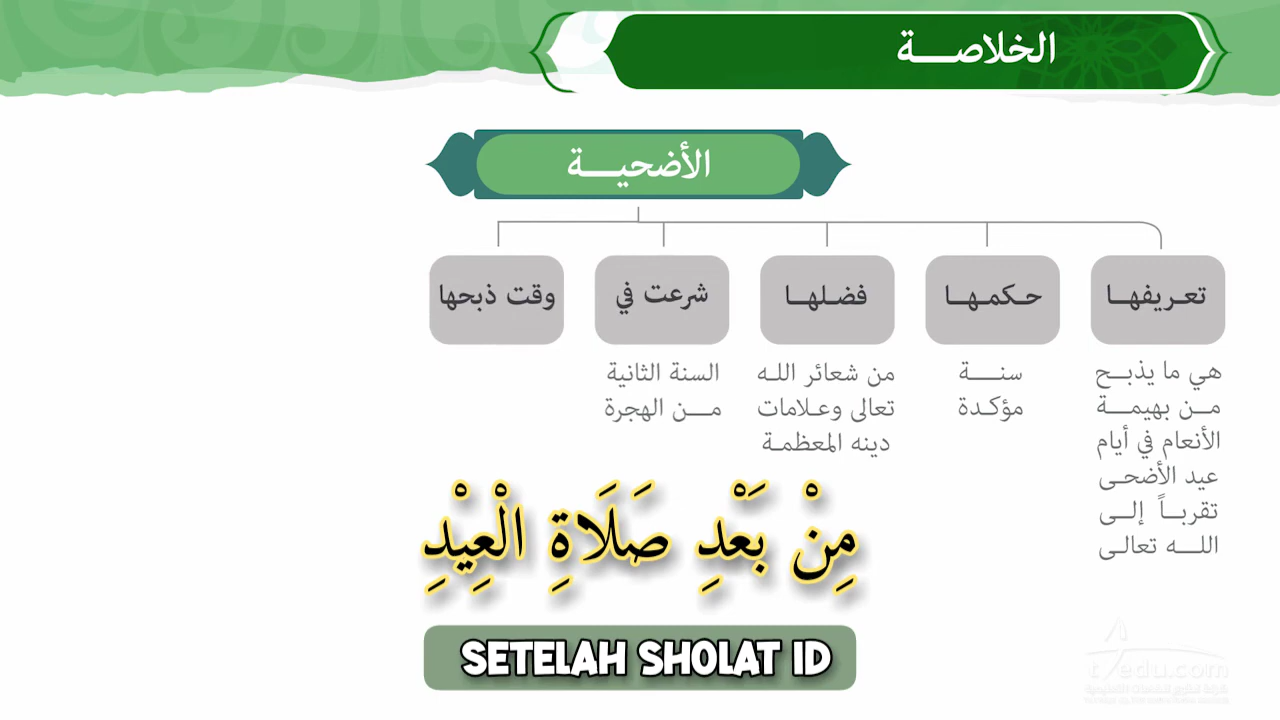 الخلاصة
الأضحية
تعريفها
هي ما يذبح
من بهيمة
الأنعام في أيام
عيد الأضحى
تقرباً إلى
الله تعالى
حكمها
سنة
مؤكدة
فضلها
من شعائر الله
تعالى وعلامات
دينه المعظمة
شرعت في
السنة الثانية
من الهجرة
وقت ذبحها
مِنْ بَعْدِ صَلَاةِ الْعِيْدِ
SETELAH SHOLAT ID